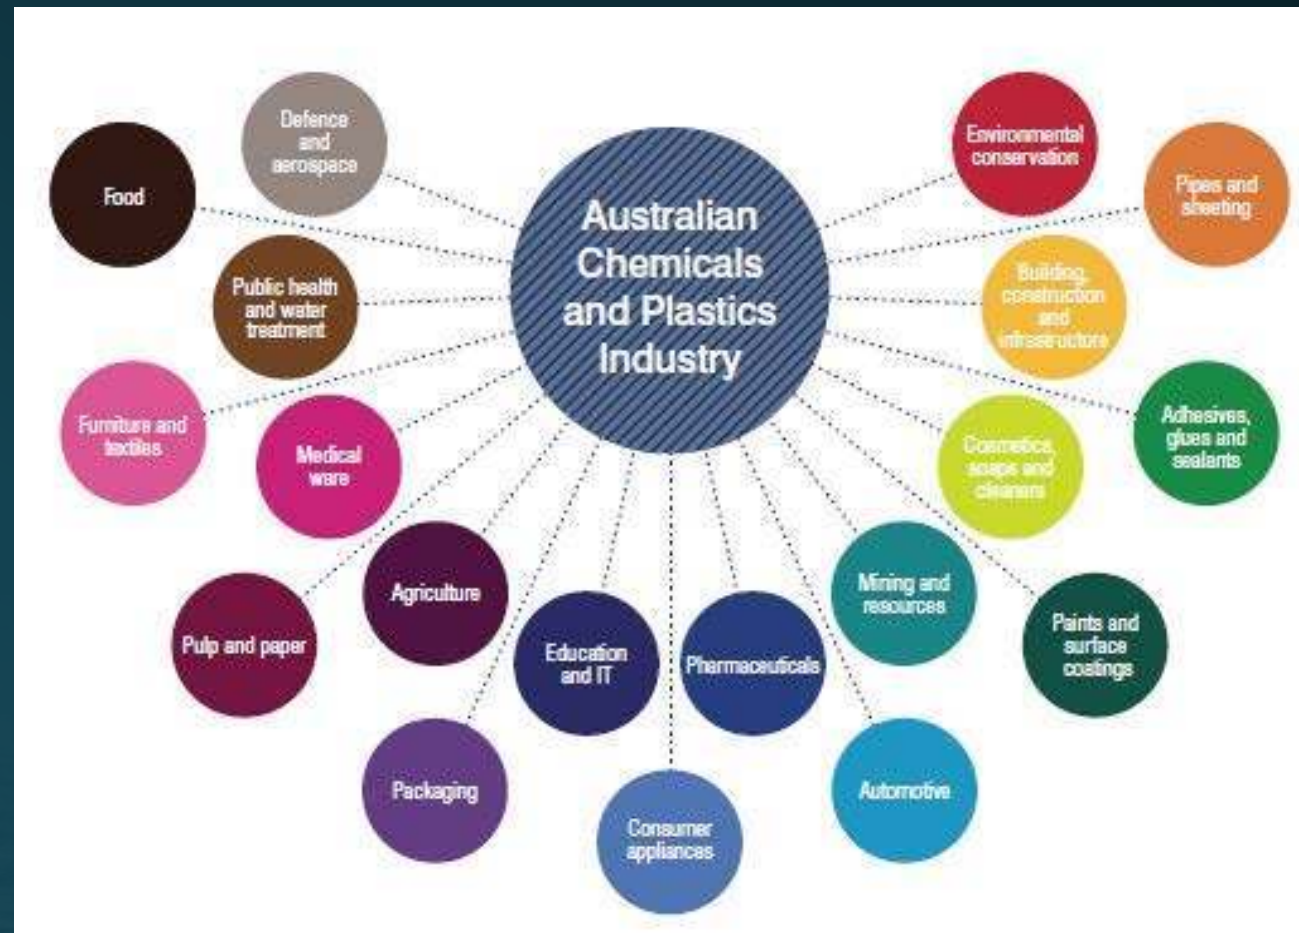 Australian
Chemicals
and Plastics
Industry
Defence
and
aerospace
Food
Public health
and water
treatment
Furniture and
textiles
Medical
ware
Pulp and paper
Agriculture
Packaging
Education
and IT
Consumer
appliances
Pharmaceuticals
Automotive
Mining and
resources
Paints and
surface
coatings
Cosmetics,
soaps and
cleaners
Adhesives,
glues and
sealants
Building,
construction
and
infrastructure
Pipes and
sheeting
Environmental
conservation